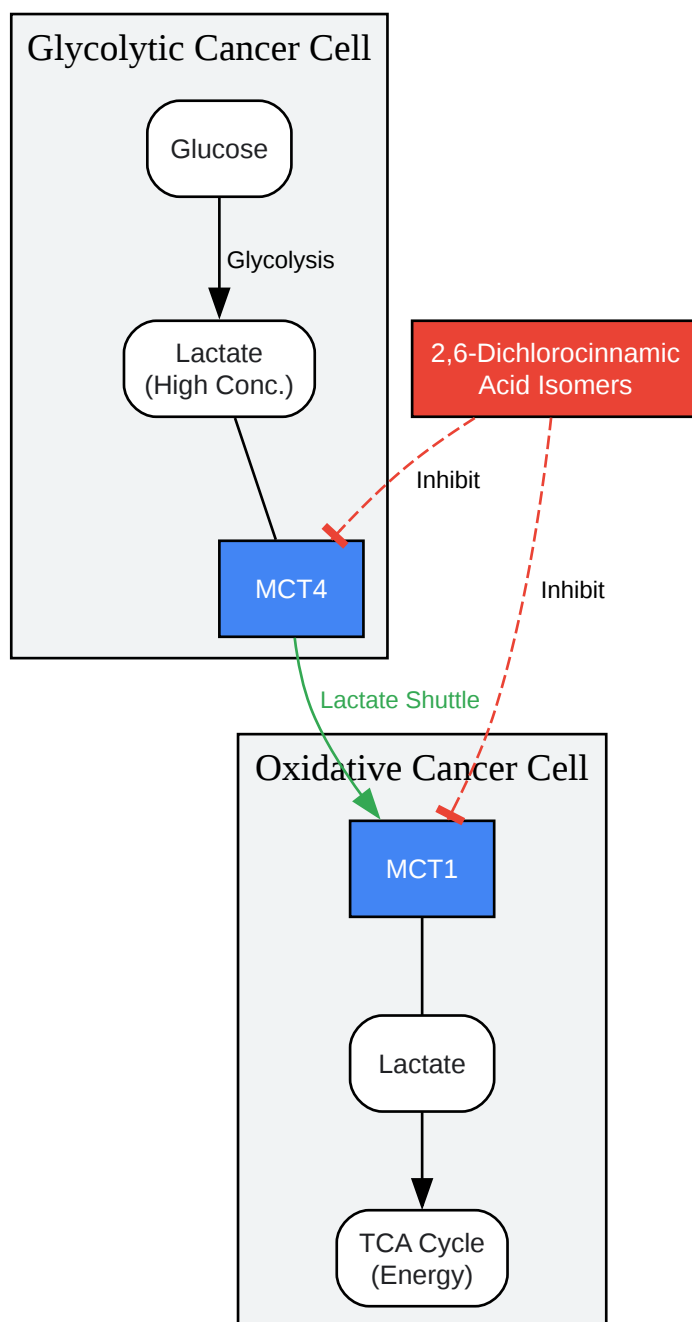 Glycolytic Cancer Cell
Glucose
Glycolysis
Lactate
(High Conc.)
2,6-Dichlorocinnamic
Acid Isomers
Inhibit
MCT4
Inhibit
Lactate Shuttle
Oxidative Cancer Cell
MCT1
Lactate
TCA Cycle
(Energy)